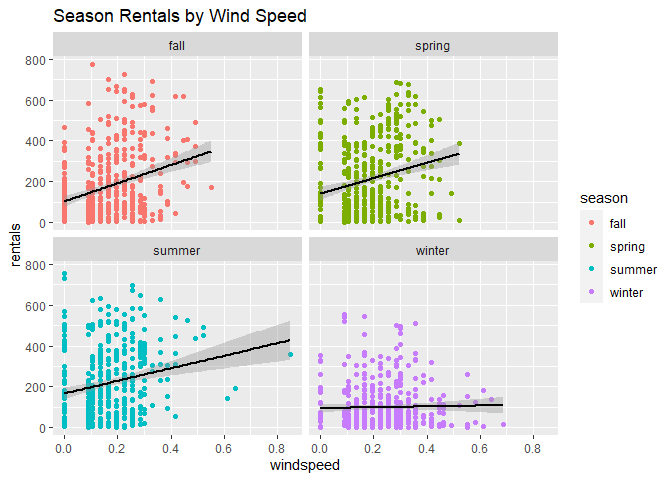 Season Rentals by Wind Speed
fall
spring
800
600
400
200
0
summer
winter
800
600
400
200
0
0.0 0.2 0.4 0.6 0.8
0.0 0.2 0.4 0.6 0.8
rentals
windspeed
season
fall
spring
summer
winter